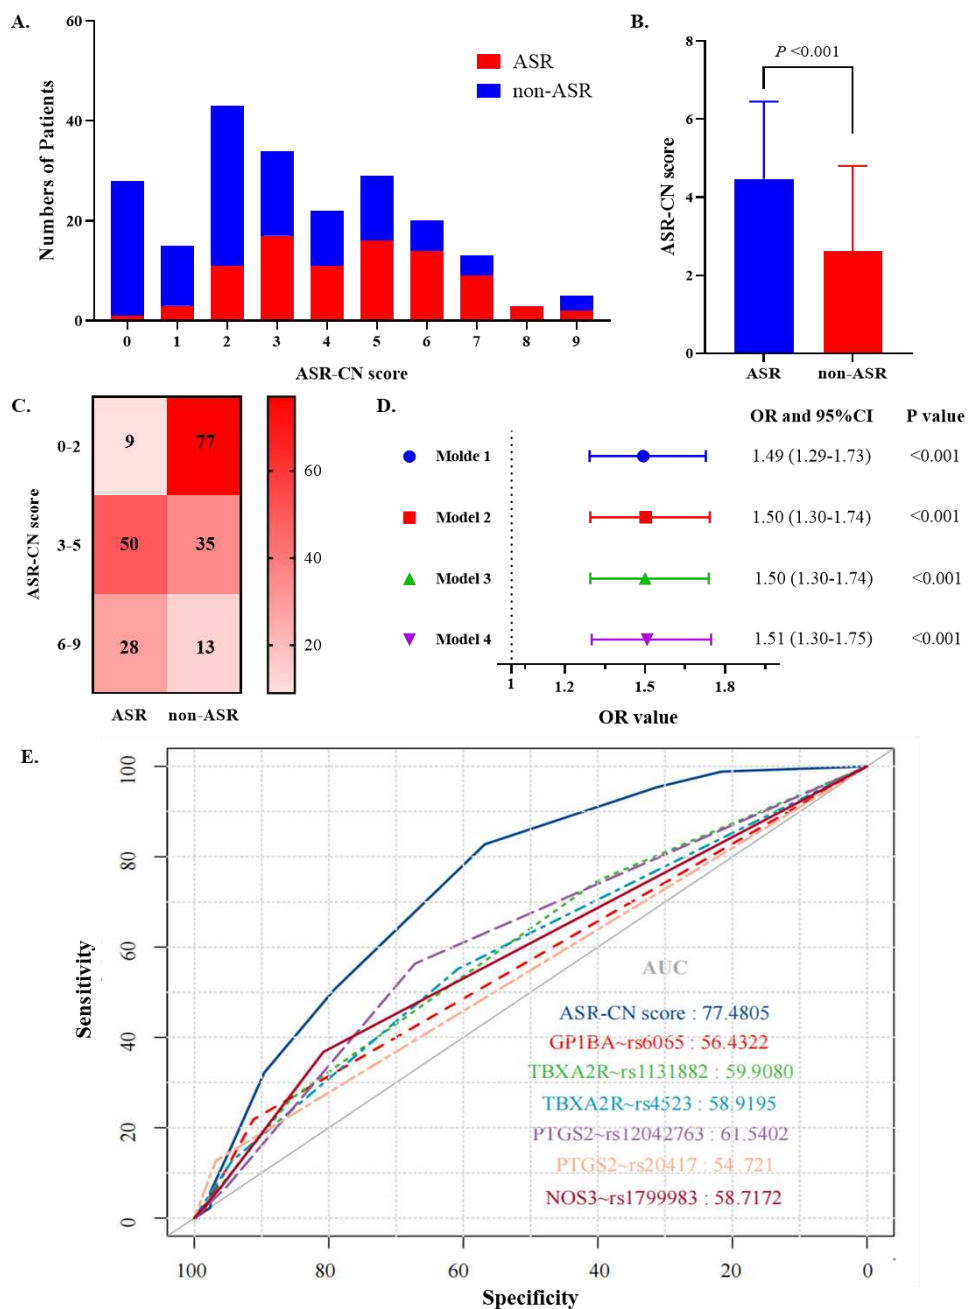 A.
60
40
20
0
Numbers of Patients
ASR
non-ASR
0 1 2 3 4 5 6 7 8 9
ASR-CN score
B.
8
6
4
2
0
ASR-CN score
P <0.001
ASR non-ASR
C.
ASR-CN score
0-2 9 77
3-5 50 35
6-9 28 13
ASR non-ASR
60
40
20
D.
OR and 95%CI P value
Molde 1 1.49 (1.29-1.73) <0.001
Model 2 1.50 (1.30-1.74) <0.001
Model 3 1.50 (1.30-1.74) <0.001
Model 4 1.51 (1.30-1.75) <0.001
1 1.2 1.5 1.8
OR value
E.
100
80
60
40
20
0
Sensitivity
AUC
ASR-CN score : 77.4805
GP1BA~rs6065 : 56.4322
TBXA2R~rs1131882 : 59.9080
TBXA2R~rs4523 : 58.9195
PTGS2~rs12042763 : 61.5402
PTGS2~rs20417 : 54.721
NOS3~rs1799983 : 58.7172
100 80 60 40 20 0
Specificity